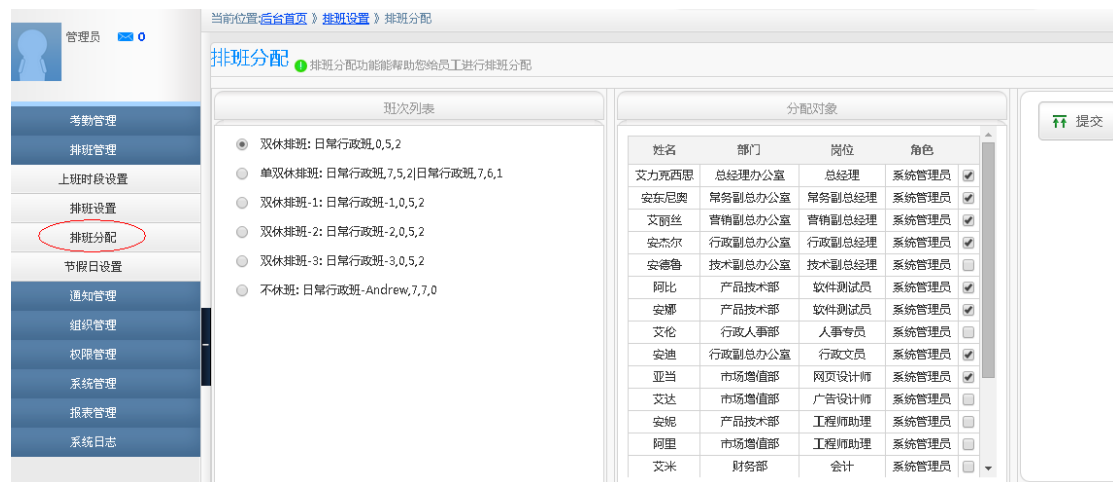 当前位置:后台首页 》排班设置 》排班分配
管理员 0
排班分配 排班分配功能能帮助您给员工进行排班分配
考勤管理
排班管理
上班时段设置
排班设置
排班分配
节假日设置
通知管理
组织管理
权限管理
系统管理
报表管理
系统日志
班次列表
双休排班: 日常行政班,0,5,2
单双休排班: 日常行政班,7,5,2|日常行政班,7,6,1
双休排班-1: 日常行政班-1,0,5,2
双休排班-2: 日常行政班-2,0,5,2
双休排班-3: 日常行政班-3,0,5,2
不休班: 日常行政班-Andrew,7,7,0
分配对象
姓名 部门 岗位 角色
艾力克西思 总经理办公室 总经理 系统管理员
安东尼奥 常务副总办公室 常务副总经理 系统管理员
艾丽丝 营销副总办公室 营销副总经理 系统管理员
安杰尔 行政副总办公室 行政副总经理 系统管理员
安德鲁 技术副总办公室 技术副总经理 系统管理员
阿比 产品技术部 软件测试员 系统管理员
安娜 产品技术部 软件测试员 系统管理员
艾伦 行政人事部 人事专员 系统管理员
安迪 行政副总办公室 行政文员 系统管理员
亚当 市场增值部 网页设计师 系统管理员
艾达 市场增值部 广告设计师 系统管理员
安妮 产品技术部 工程师助理 系统管理员
阿里 市场增值部 工程师助理 系统管理员
艾米 财务部 会计 系统管理员
提交